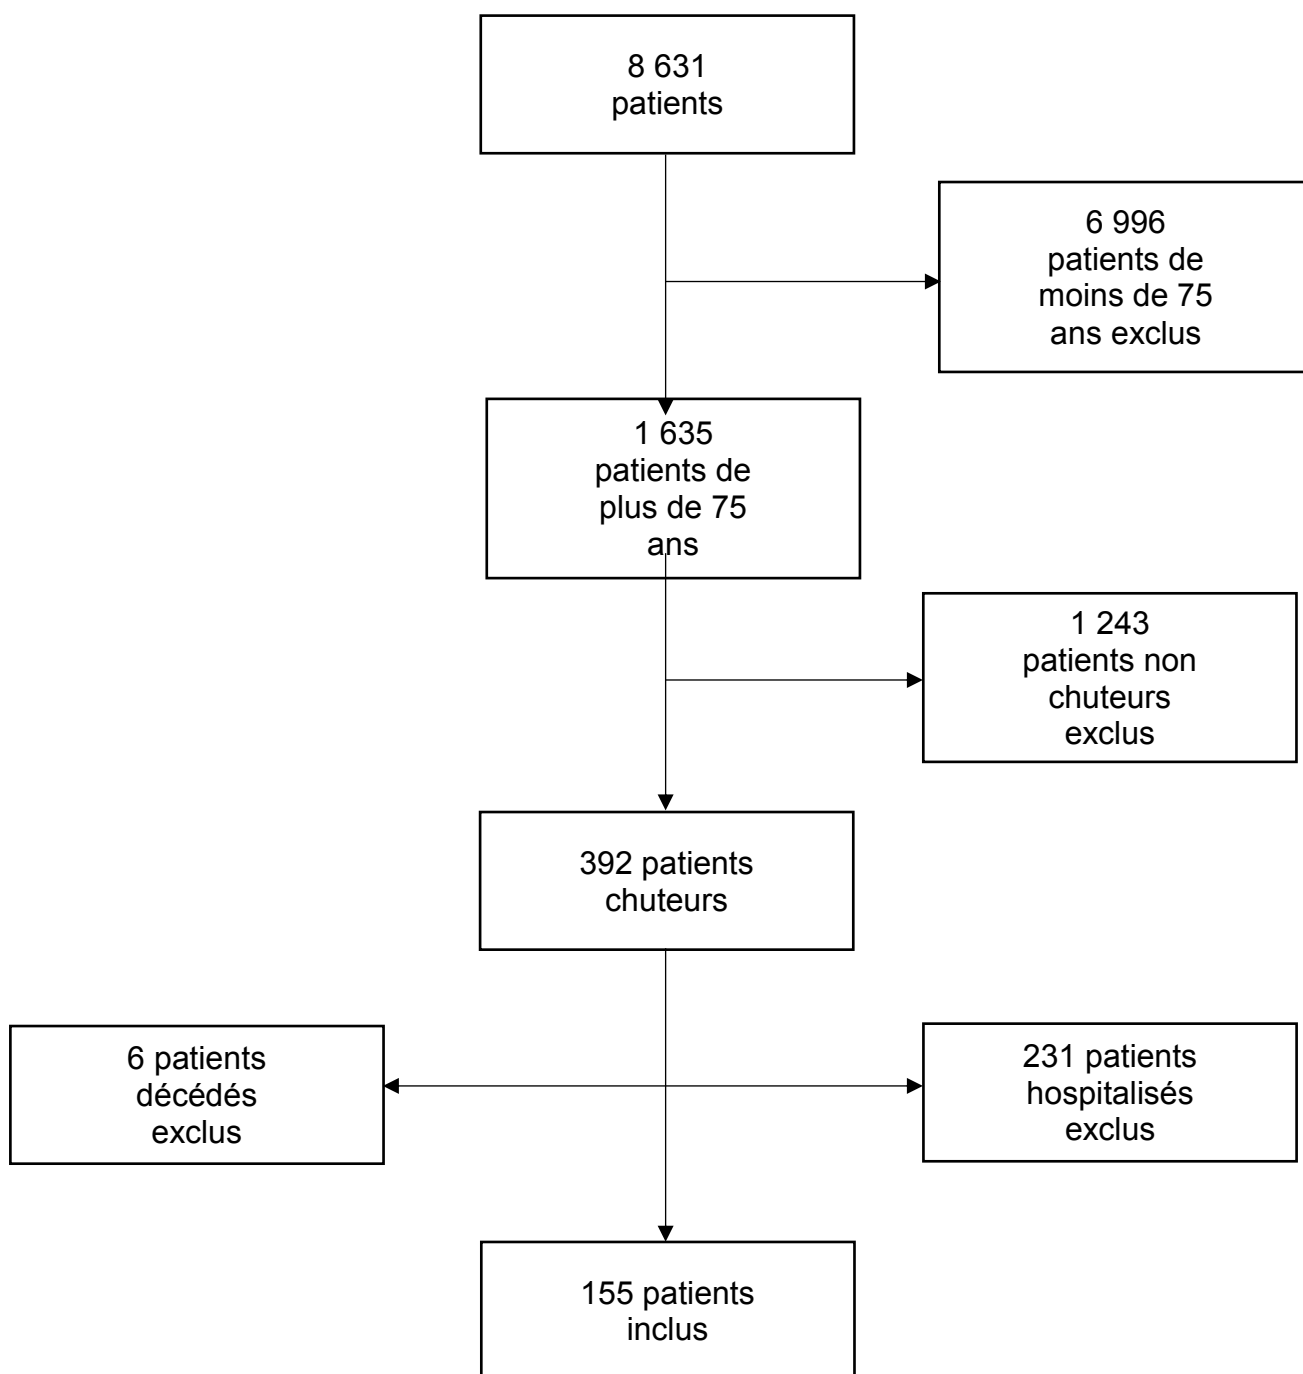 8 631
patients
6 996
patients de
moins de 75
ans exclus
1 635
patients de
plus de 75
ans
1 243
patients non
chuteurs
exclus
392 patients
chuteurs
6 patients
décédés
exclus
231 patients
hospitalisés
exclus
155 patients
inclus